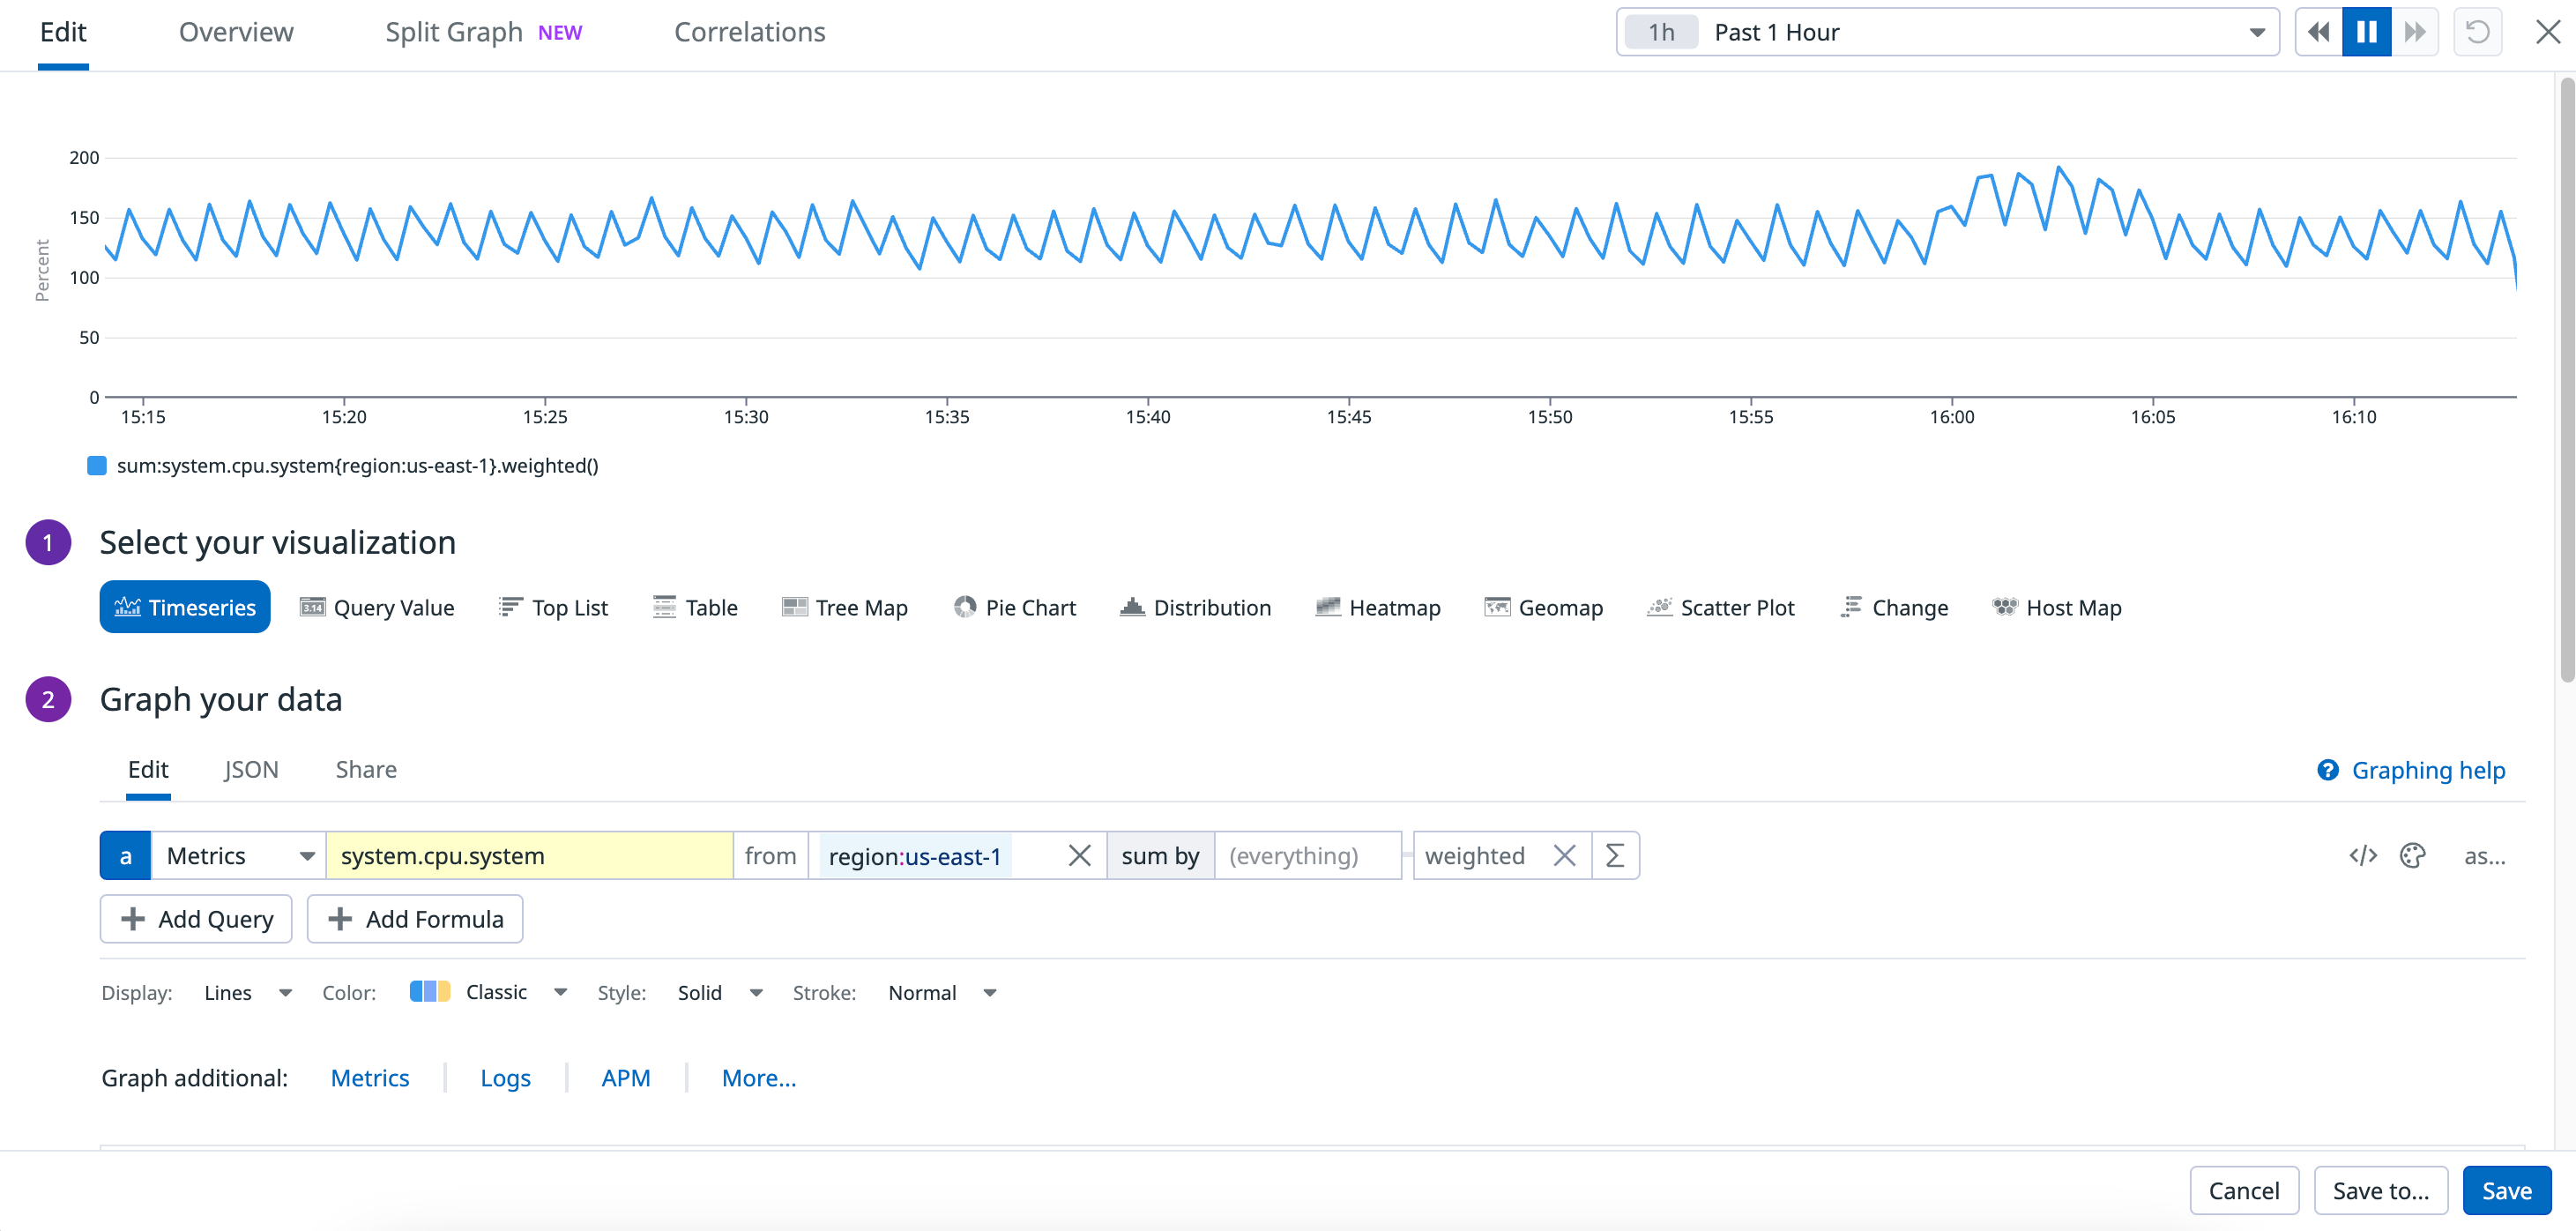 Edit Overview Split Graph NEW Correlations 1h Past 1 Hour
200
150
100
50
0
Percent
15:15 15:20 15:25 15:30 15:35 15:40 15:45 15:50 15:55 16:00 16:05 16:10
sum:system.cpu.system{region:us-east-1}.weighted()
1 Select your visualization
Timeseries 3.14 Query Value Top List Table Tree Map Pie Chart Distribution Heatmap Geomap Scatter Plot Change Host Map
2 Graph your data
Edit JSON Share ? Graphing help
a Metrics system.cpu.system from region:us-east-1 sum by (everything) weighted Σ </> as...
+ Add Query + Add Formula
Display: Lines Color: Classic Style: Solid Stroke: Normal
Graph additional: Metrics Logs APM More...
Cancel Save to... Save